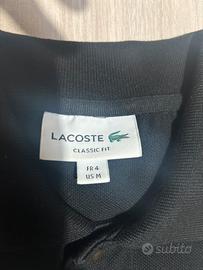 LACOSTE
CLASSIC FIT
FR 4
US M
subito